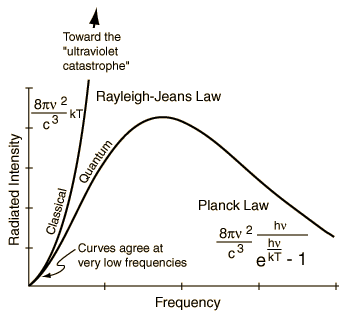 Toward the
"ultraviolet
catastrophe"
Rayleigh-Jeans Law
8πν² / c³ kT
Classical
Quantum
Radiated Intensity
Planck Law
8πν² / c³ hν / e^(hν/kT) - 1
Curves agree at
very low frequencies
Frequency